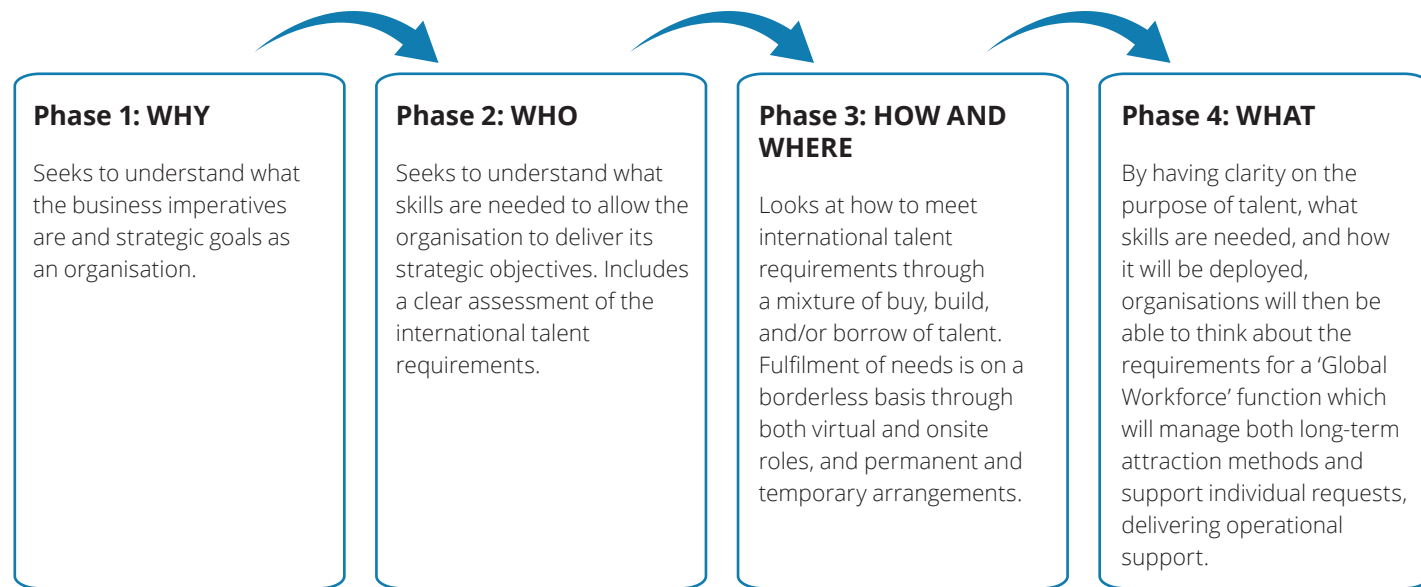 Phase 1: WHY
Seeks to understand what
the business imperatives
are and strategic goals as
an organisation.
Phase 2: WHO
Seeks to understand what
skills are needed to allow the
organisation to deliver its
strategic objectives. Includes
a clear assessment of the
international talent
requirements.
Phase 3: HOW AND
WHERE
Looks at how to meet
international talent
requirements through
a mixture of buy, build,
and/or borrow of talent.
Fulfilment of needs is on a
borderless basis through
both virtual and onsite
roles, and permanent and
temporary arrangements.
Phase 4: WHAT
By having clarity on the
purpose of talent, what
skills are needed, and how
it will be deployed,
organisations will then be
able to think about the
requirements for a ‘Global
Workforce’ function which
will manage both long-term
attraction methods and
support individual requests,
delivering operational
support.